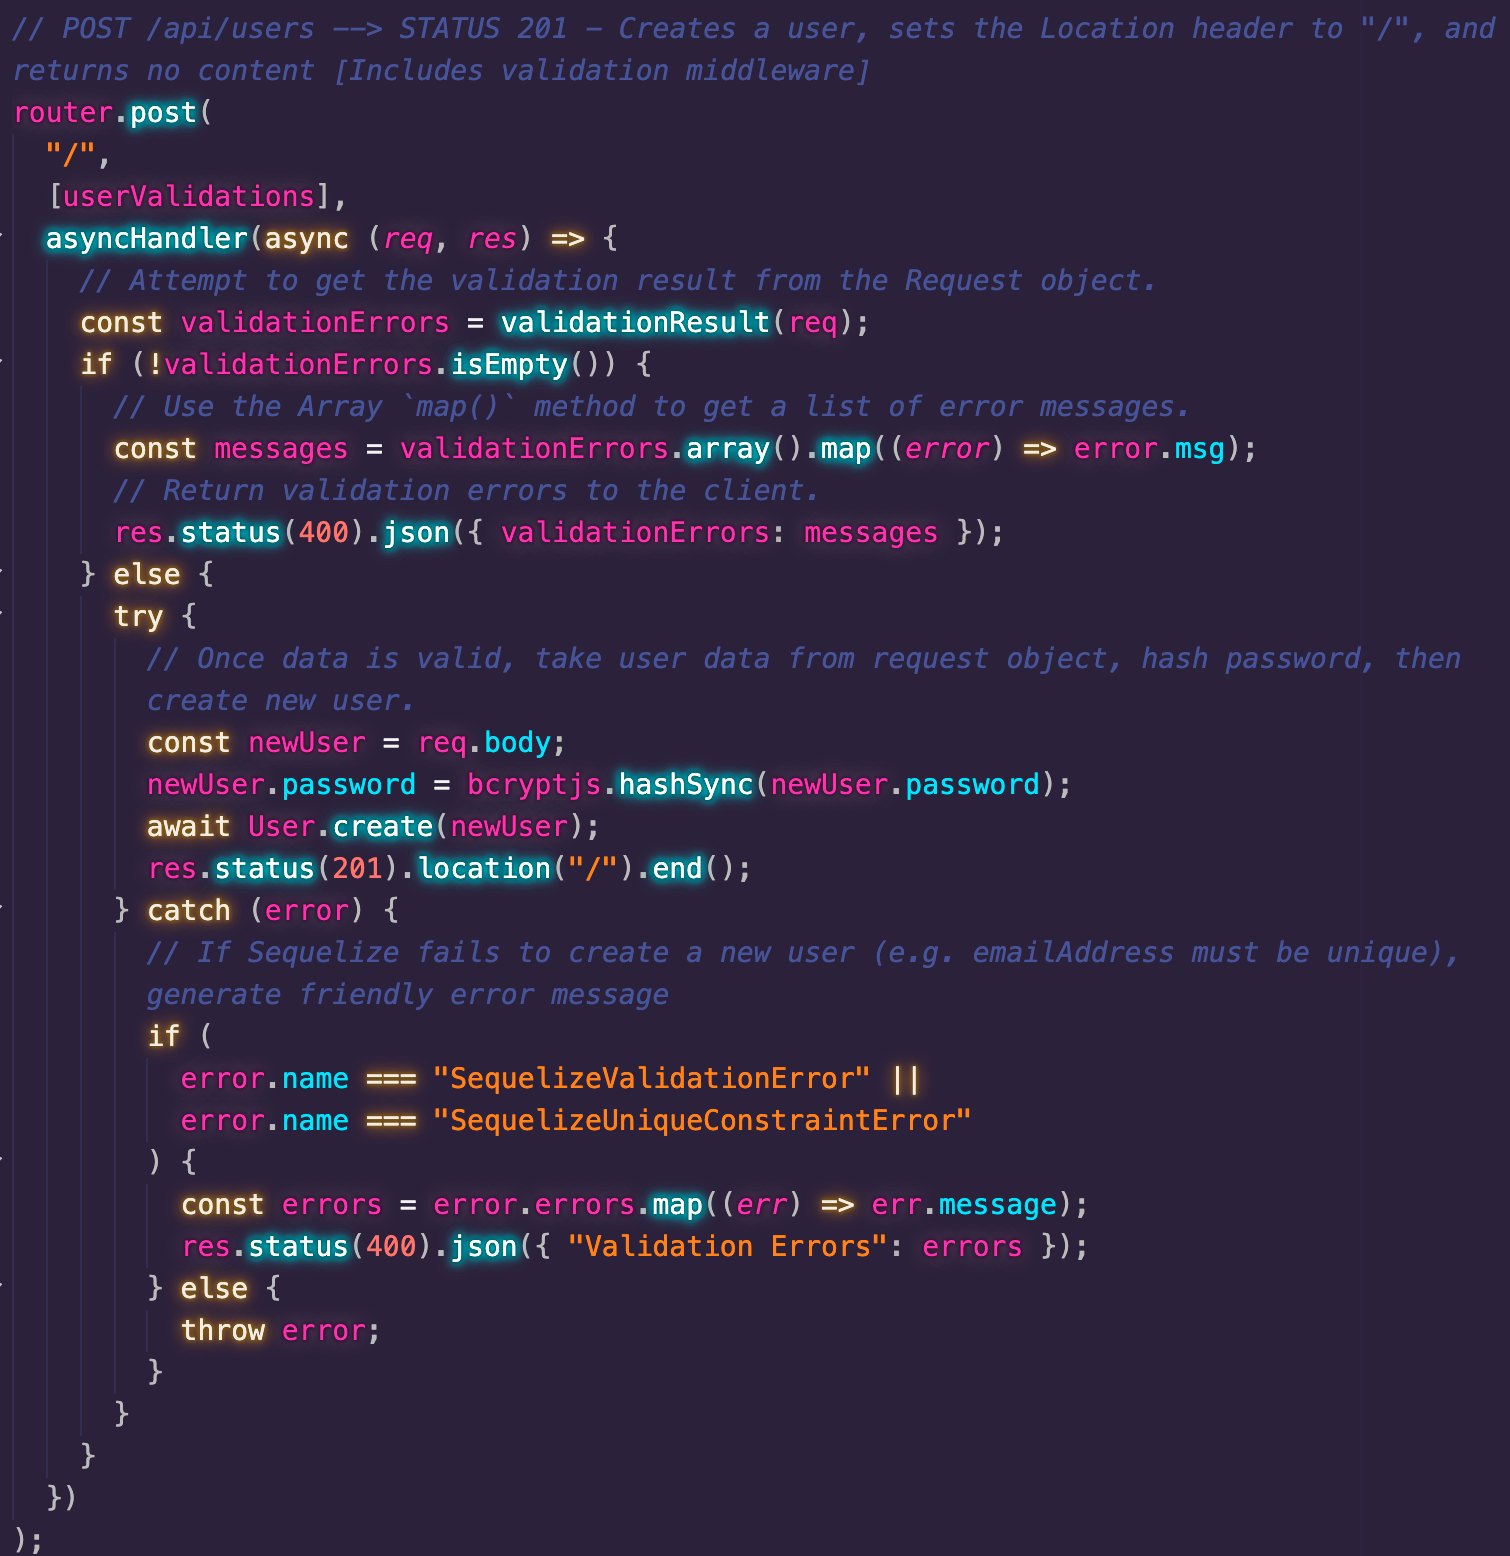 // POST /api/users --> STATUS 201 - Creates a user, sets the Location header to "/", and
returns no content [Includes validation middleware]
router.post(
  "/",
  [userValidations],
  asyncHandler(async (req, res) => {
    // Attempt to get the validation result from the Request object.
    const validationErrors = validationResult(req);
    if (!validationErrors.isEmpty()) {
      // Use the Array `map()` method to get a list of error messages.
      const messages = validationErrors.array().map((error) => error.msg);
      // Return validation errors to the client.
      res.status(400).json({ validationErrors: messages });
    } else {
      try {
        // Once data is valid, take user data from request object, hash password, then
        create new user.
        const newUser = req.body;
        newUser.password = bcryptjs.hashSync(newUser.password);
        await User.create(newUser);
        res.status(201).location("/").end();
      } catch (error) {
        // If Sequelize fails to create a new user (e.g. emailAddress must be unique),
        generate friendly error message
        if (
          error.name === "SequelizeValidationError" ||
          error.name === "SequelizeUniqueConstraintError"
        ) {
          const errors = error.errors.map((err) => err.message);
          res.status(400).json({ "Validation Errors": errors });
        } else {
          throw error;
        }
      }
    }
  })
);